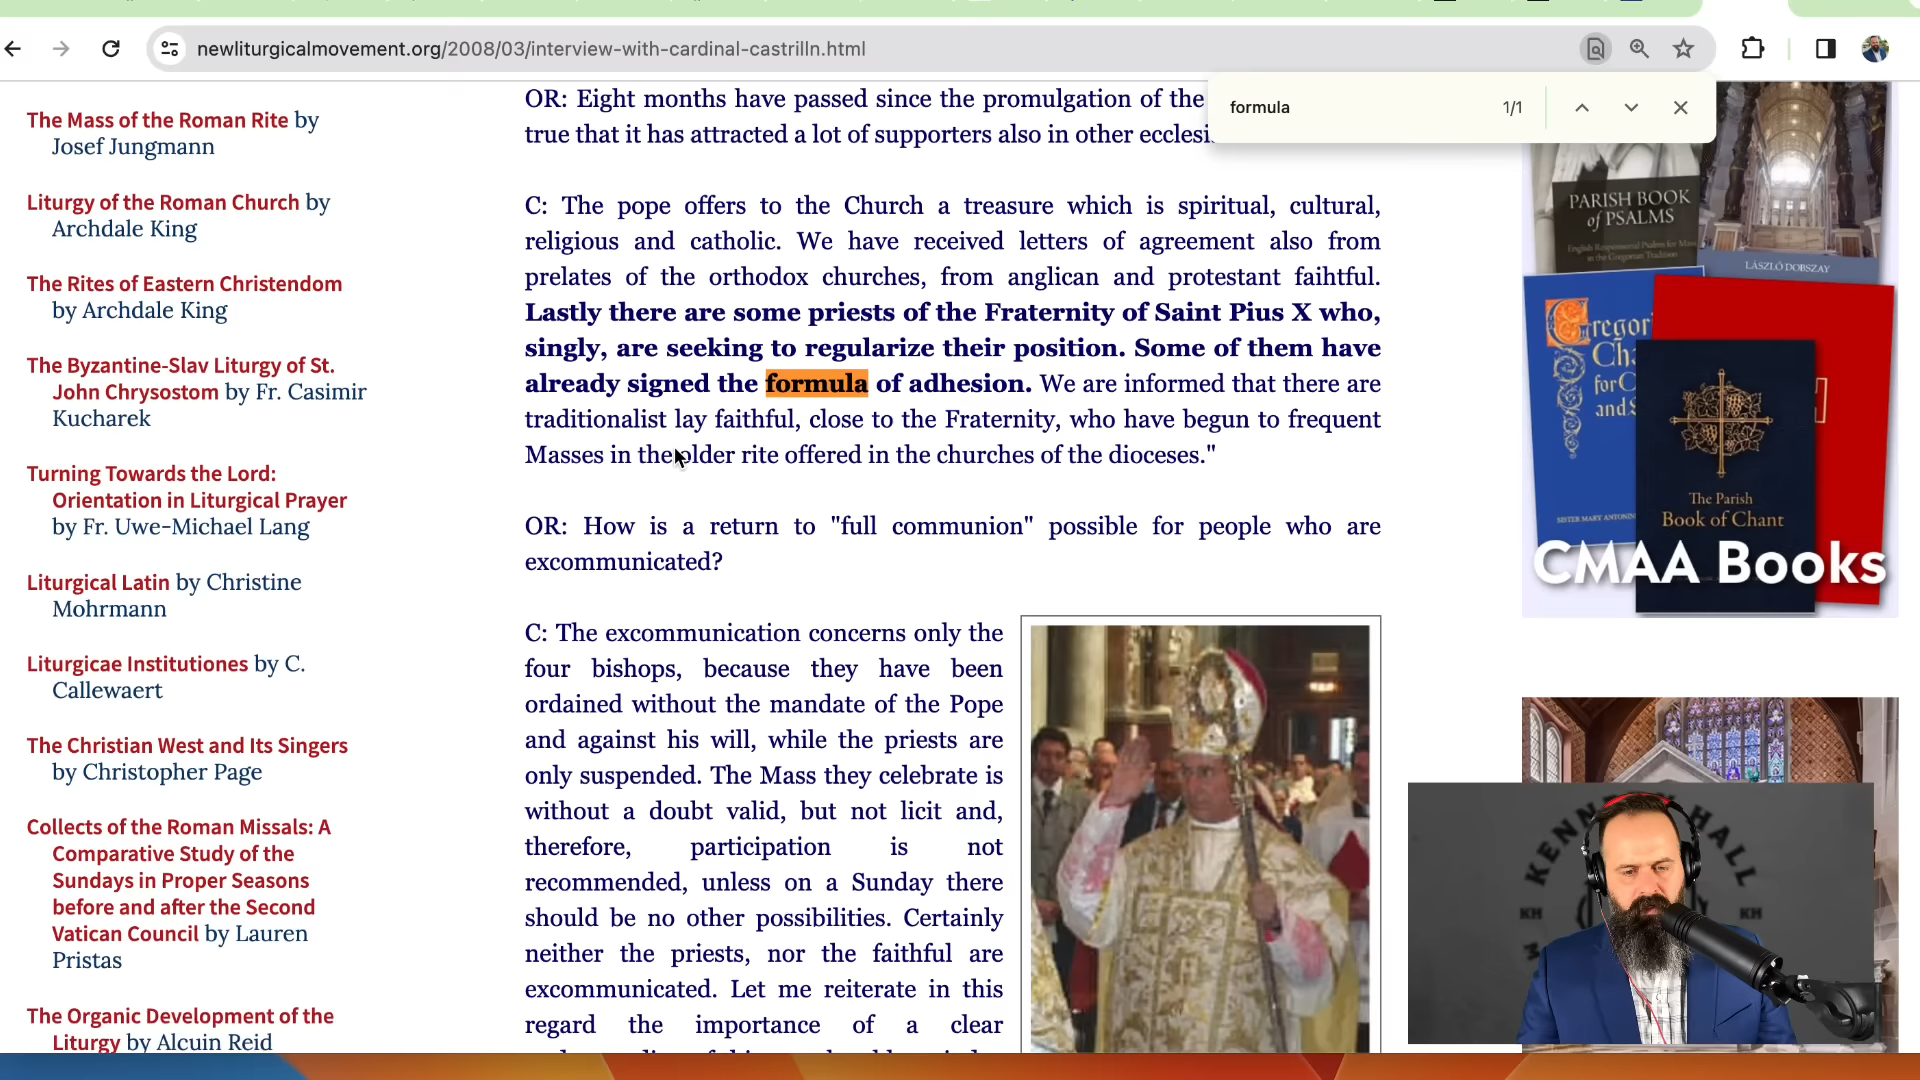 newliturgicalmovement.org/2008/03/interview-with-cardinal-castrilln.html
formula
1/1
The Mass of the Roman Rite by
Josef Jungmann
Liturgy of the Roman Church by
Archdale King
The Rites of Eastern Christendom
by Archdale King
The Byzantine-Slav Liturgy of St.
John Chrysostom by Fr. Casimir
Kucharek
Turning Towards the Lord:
Orientation in Liturgical Prayer
by Fr. Uwe-Michael Lang
Liturgical Latin by Christine
Mohrmann
Liturgicae Institutiones by C.
Callewaert
The Christian West and Its Singers
by Christopher Page
Collects of the Roman Missals: A
Comparative Study of the
Sundays in Proper Seasons
before and after the Second
Vatican Council by Lauren
Pristas
The Organic Development of the
Liturgy by Alcuin Reid
OR: Eight months have passed since the promulgation of the
true that it has attracted a lot of supporters also in other
C: The pope offers to the Church a treasure which is spiritual, cultural,
religious and catholic. We have received letters of agreement also from
prelates of the orthodox churches, from anglican and protestant faihtful.
Lastly there are some priests of the Fraternity of Saint Pius X who,
singly, are seeking to regularize their position. Some of them have
already signed the formula of adhesion. We are informed that there are
traditionalist lay faithful, close to the Fraternity, who have begun to frequent
Masses in the older rite offered in the churches of the dioceses."
OR: How is a return to "full communion" possible for people who are
excommunicated?
C: The excommunication concerns only the
four bishops, because they have been
ordained without the mandate of the Pope
and against his will, while the priests are
only suspended. The Mass they celebrate is
without a doubt valid, but not licit and,
therefore, participation is not
recommended, unless on a Sunday there
should be no other possibilities. Certainly
neither the priests, nor the faithful are
excommunicated. Let me reiterate in this
regard the importance of a clear
PARISH BOOK
of PSALMS
LÁSZLÓ DOBSZAY
SISTER MARY
The Parish
Book of Chant
CMAA Books
KH
KH